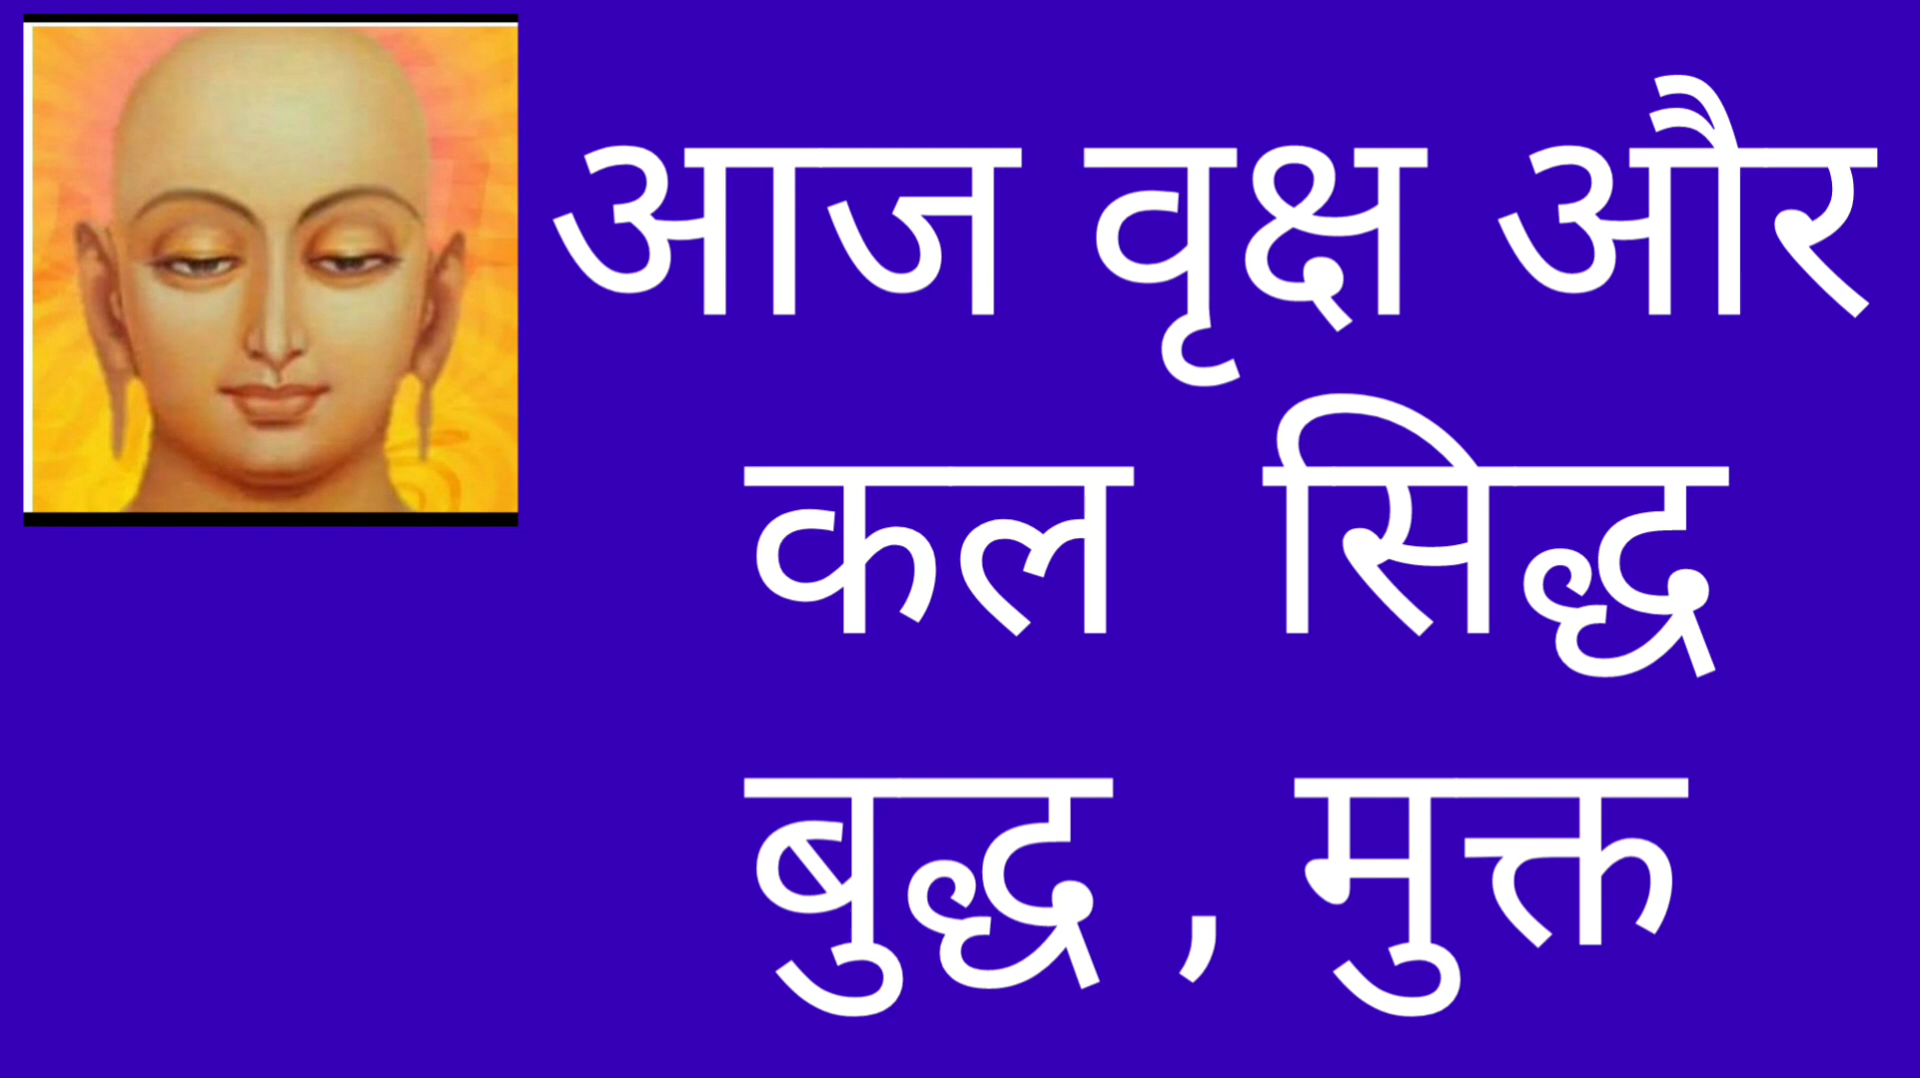 आज वृक्ष और
कल सिद्ध
बुद्ध , मुक्त